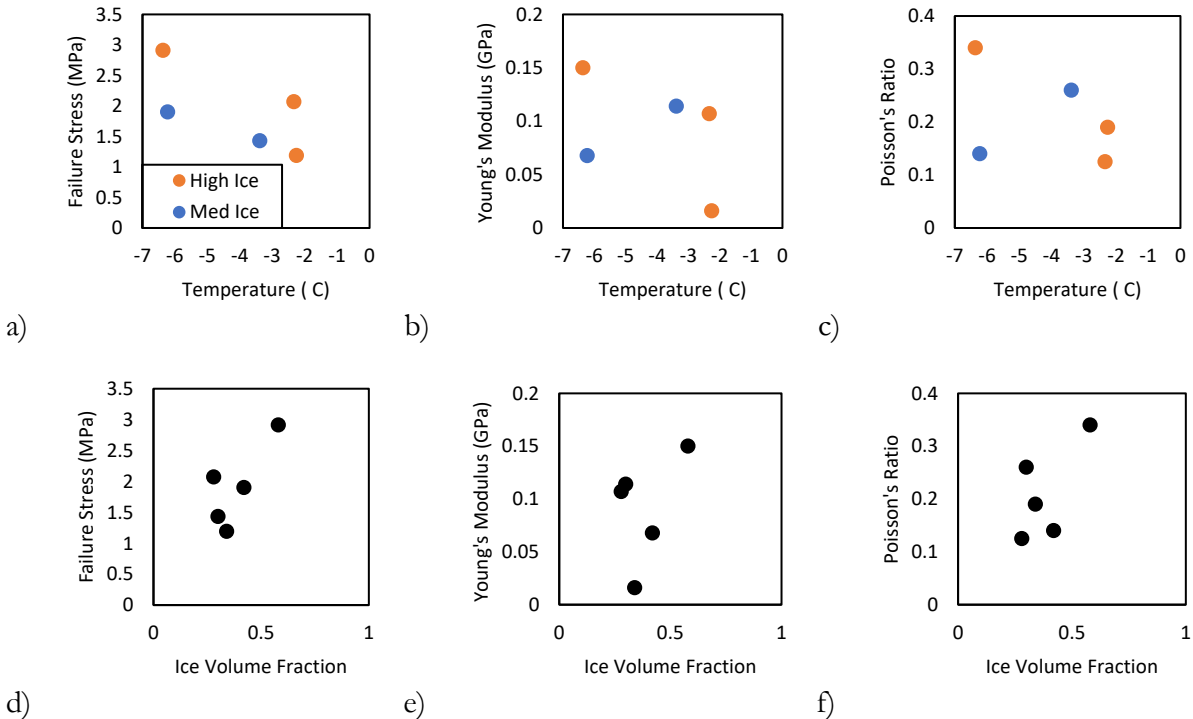 Failure Stress (MPa)
3.5
3
2.5
2
1.5
1
0.5
0
High Ice
Med Ice
-7 -6 -5 -4 -3 -2 -1 0
Temperature ( C)
a)
Young's Modulus (GPa)
0.2
0.15
0.1
0.05
0
-7 -6 -5 -4 -3 -2 -1 0
Temperature ( C)
b)
Poisson's Ratio
0.4
0.3
0.2
0.1
0
-7 -6 -5 -4 -3 -2 -1 0
Temperature ( C)
c)
Failure Stress (MPa)
3.5
3
2.5
2
1.5
1
0.5
0
0 0.5 1
Ice Volume Fraction
d)
Young's Modulus (GPa)
0.2
0.15
0.1
0.05
0
0 0.5 1
Ice Volume Fraction
e)
Poisson's Ratio
0.4
0.3
0.2
0.1
0
0 0.5 1
Ice Volume Fraction
f)